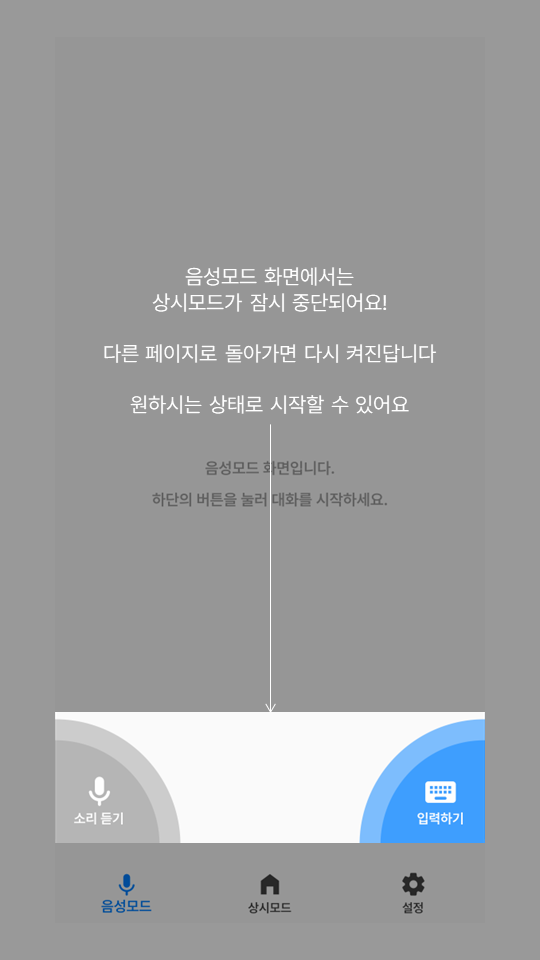 음성모드 화면에서는
상시모드가 잠시 중단되어요!
다른 페이지로 돌아가면 다시 켜진답니다
원하시는 상태로 시작할 수 있어요
음성모드 화면입니다.
하단의 버튼을 눌러 대화를 시작하세요.
소리 듣기
입력하기
음성모드
상시모드
설정